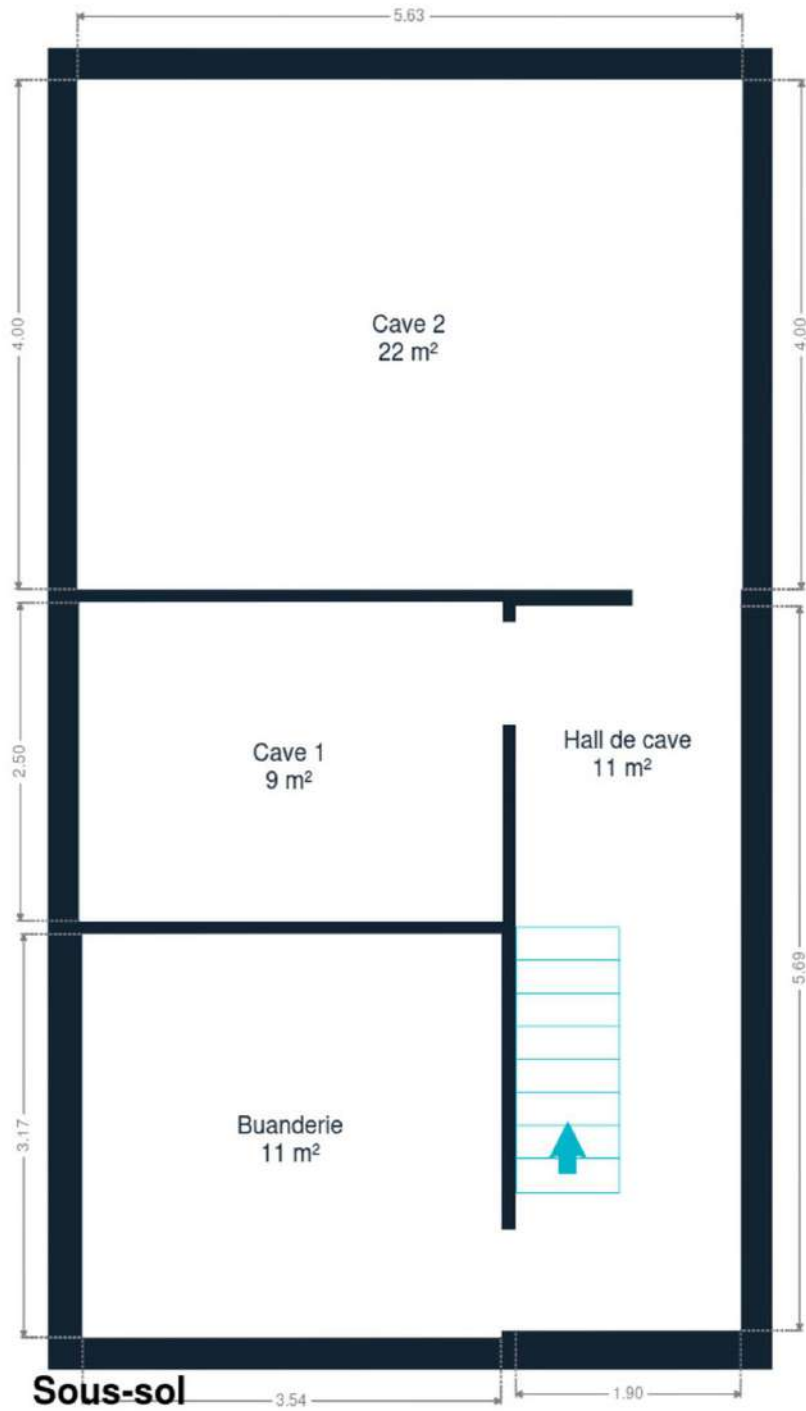 5.63
4.00
4.00
Cave 2
22 m²
2.50
Cave 1
9 m²
Hall de cave
11 m²
5.69
3.17
Buanderie
11 m²
Sous-sol
3.54
1.90